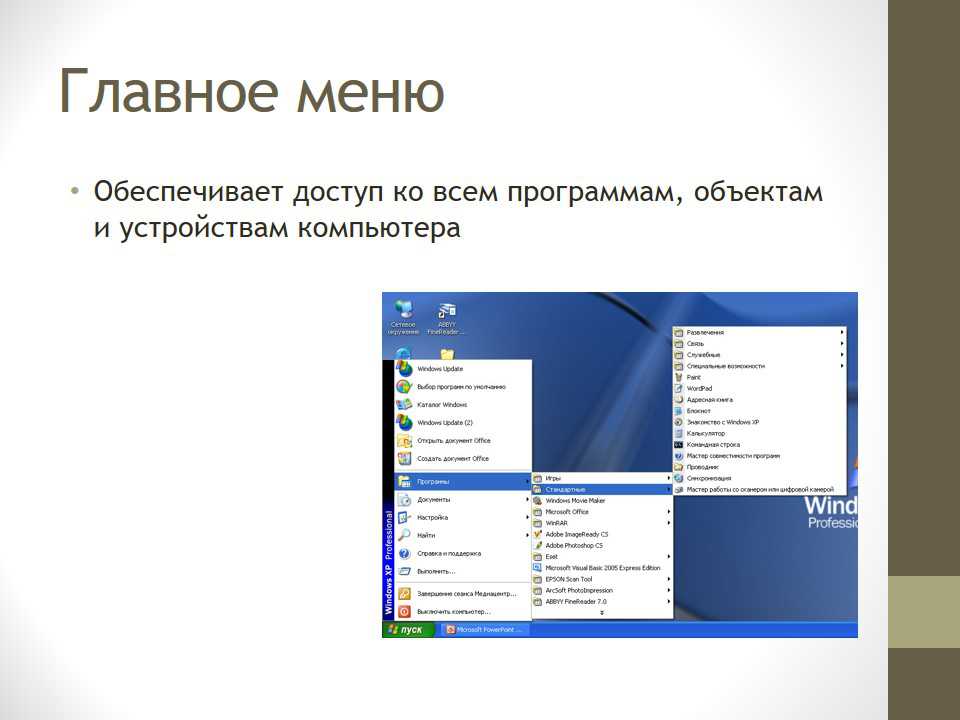 Главное меню
• Обеспечивает доступ ко всем программам, объектам
и устройствам компьютера
Сетевое
окружение
ABBYY
FineReader...
Windows Update
Выбор программ по умолчанию
Каталог Windows
Windows Update (2)
Открыть документ Office
Создать документ Office
Программы
Документы
Настройка
Найти
Справка и поддержка
Выполнить...
Завершение сеанса Медиацентр...
Выключить компьютер...
Windows XP Professional
Игры
Стандартные
Windows Movie Maker
Microsoft Office
WinRAR
Adobe ImageReady CS
Adobe Photoshop CS
Eset
Microsoft Visual Basic 2005 Express Edition
EPSON Scan Tool
ArcSoft PhotoImpression
ABBYY FineReader 7.0
Развлечения
Связь
Служебные
Специальные возможности
Paint
WordPad
Адресная книга
Блокнот
Знакомство с Windows XP
Калькулятор
Командная строка
Мастер совместимости программ
Проводник
Синхронизация
Мастер работы со сканером или цифровой камерой
Wind
Profession
пуск
Microsoft PowerPoint ...